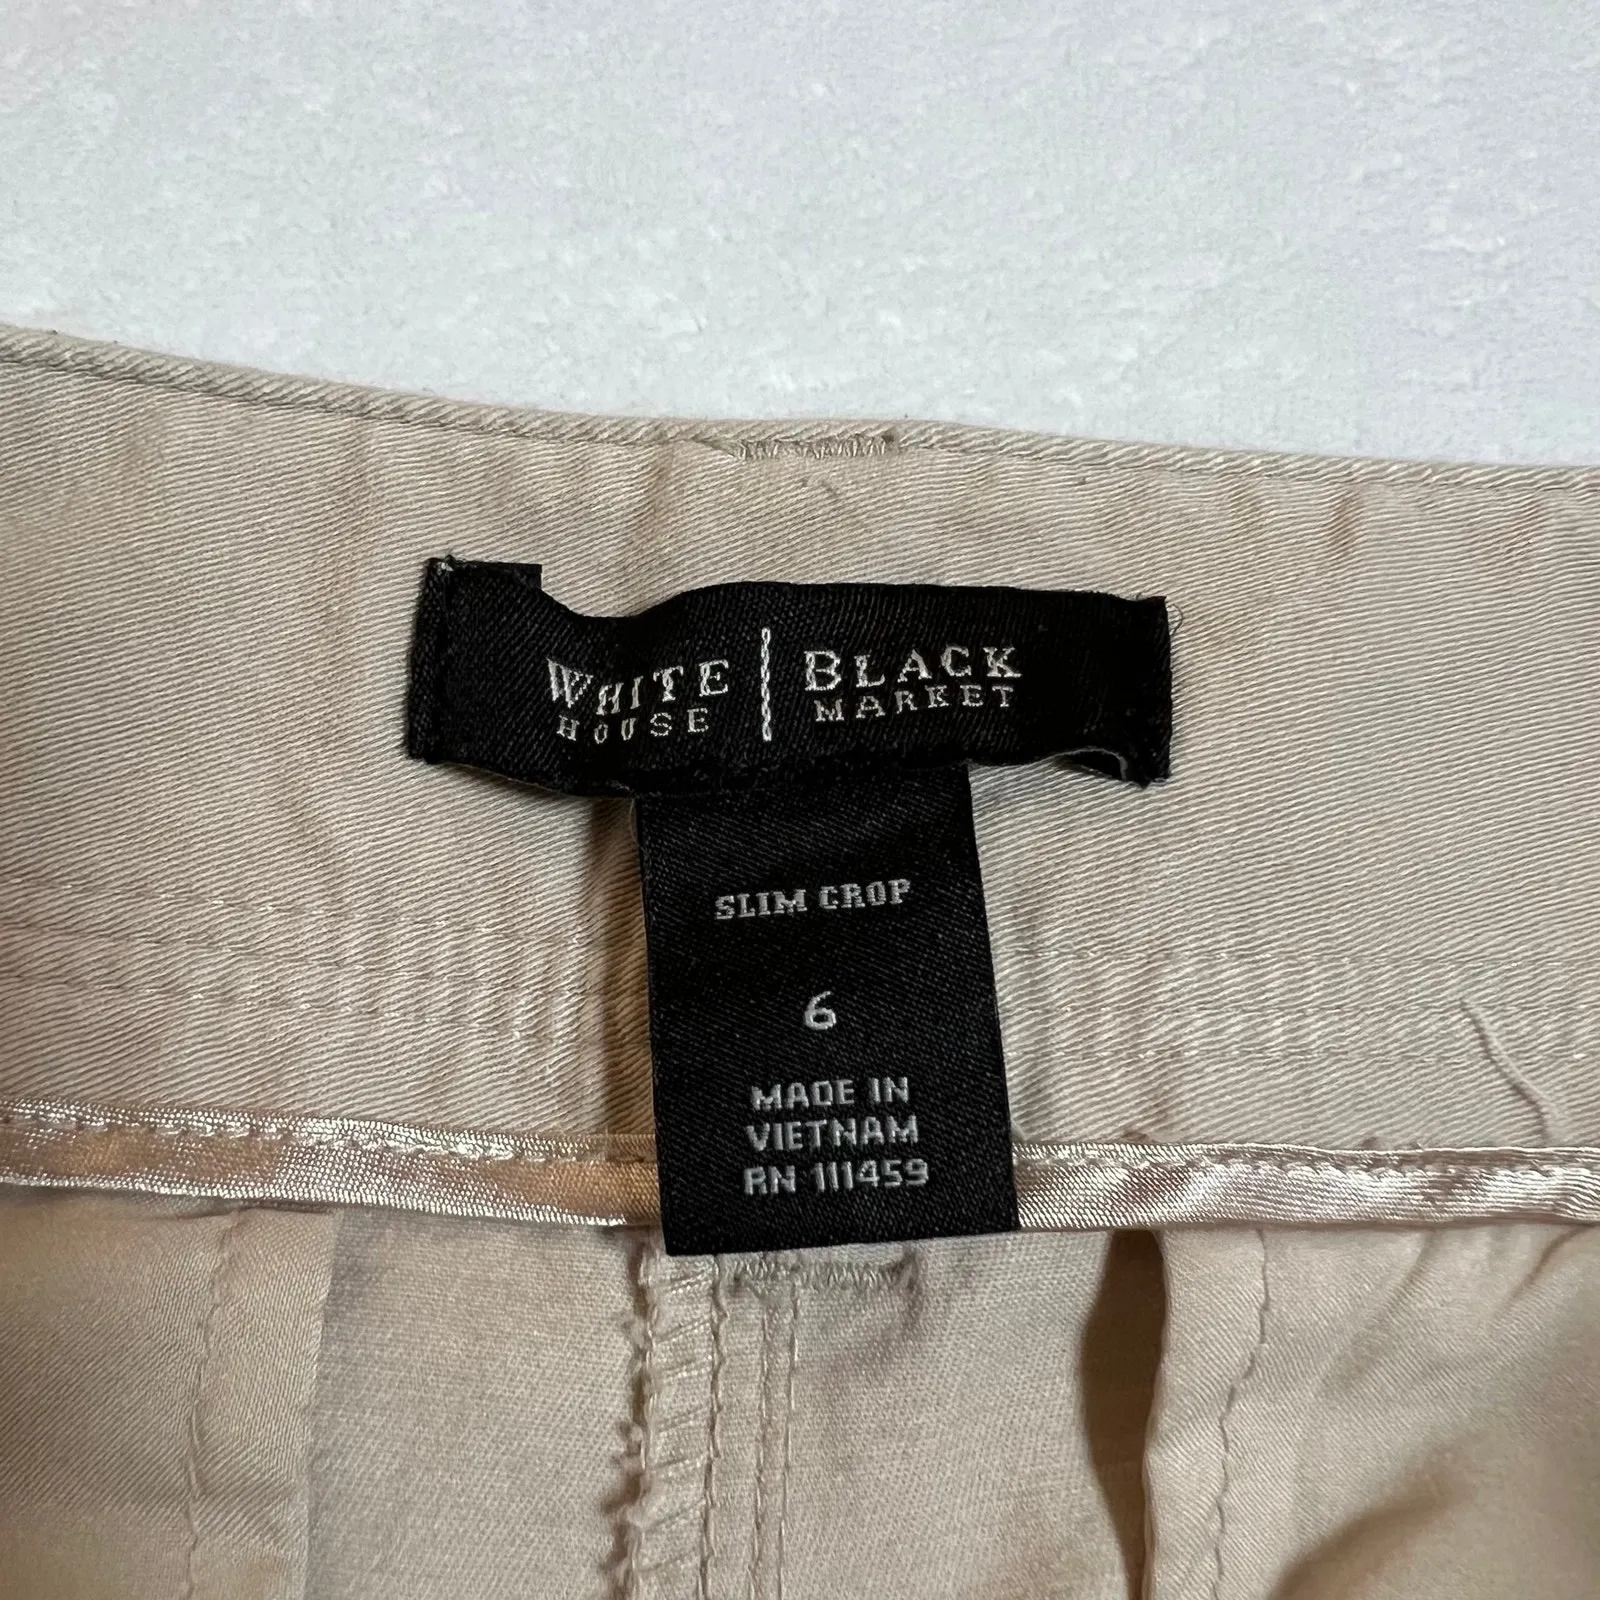 WHITE | BLACK
HOUSE | MARKET
SLIM CROP
6
MADE IN
VIETNAM
RN 111459